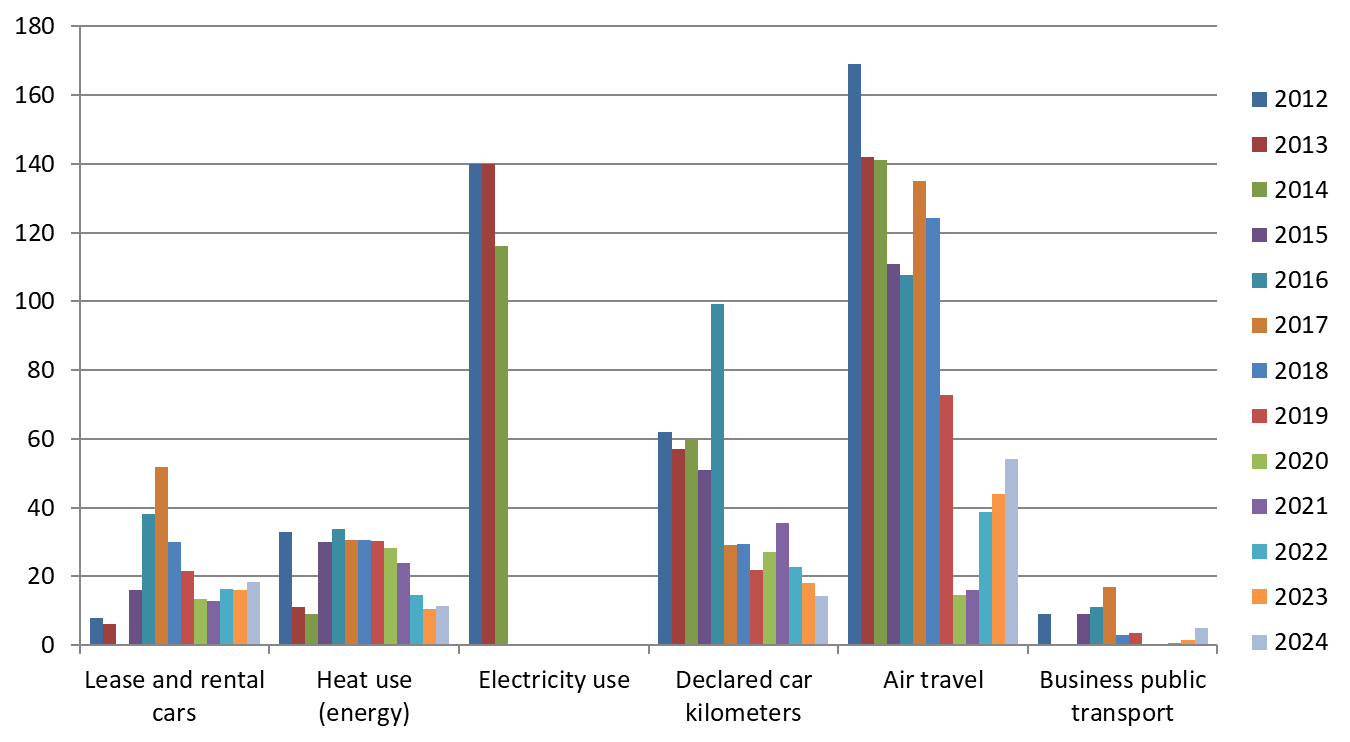 180
160
140
120
100
80
60
40
20
0
Lease and rental
cars
Heat use
(energy)
Electricity use
Declared car
kilometers
Air travel
Business public
transport
2012
2013
2014
2015
2016
2017
2018
2019
2020
2021
2022
2023
2024